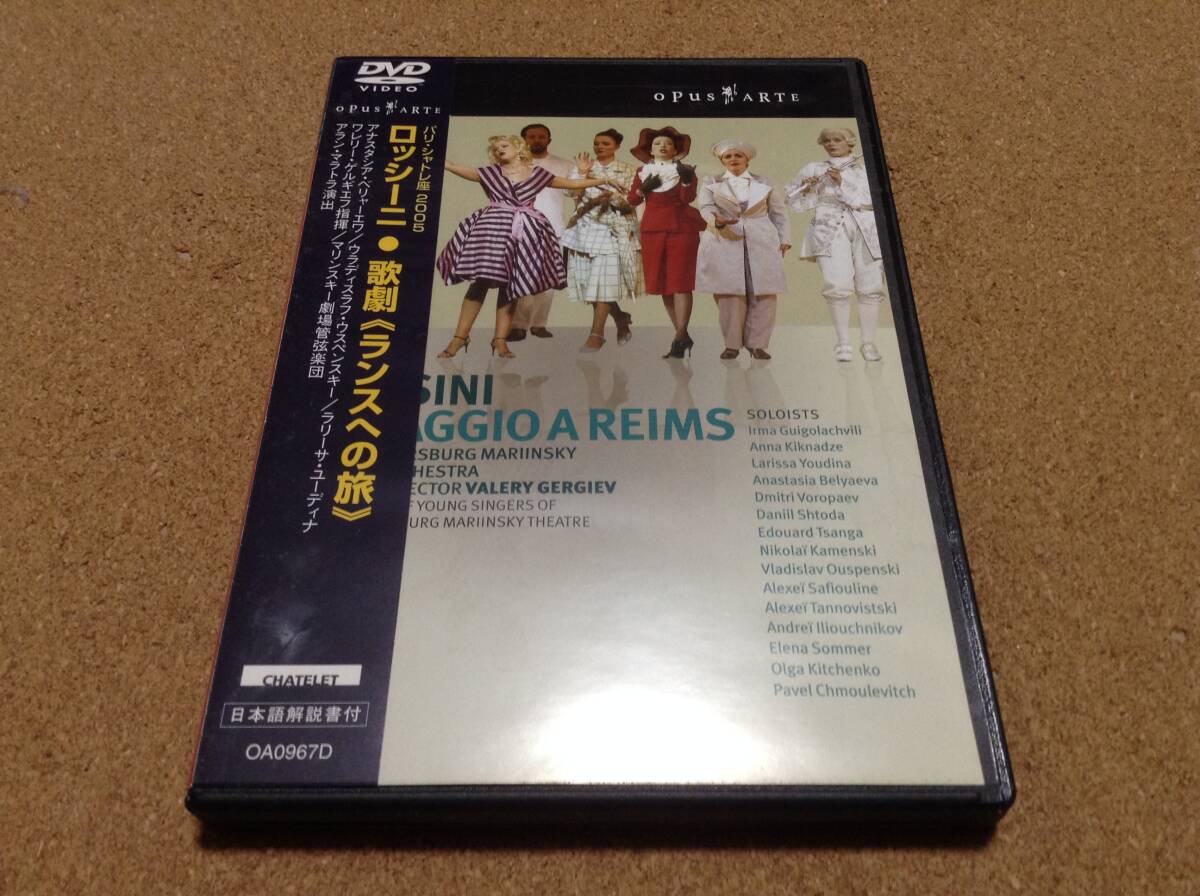 DVD
VIDEO
OPUS ARTE
パリ・シャトレ座 2005
ロッシーニ●歌劇《ランスへの旅》
アナスタシア・ベリャーエワ/ウラディスラフ・ウスペンスキー/ラリーサ・ユーディナ
ワレリー・ゲルギエフ指揮/マリンスキー劇場管弦楽団
アラン・マラトラ演出
CHATELET
日本語解説書付
OA0967D
OPUS ARTE
SINI
AGGIO A REIMS
RSBURG MARIINSKY
HESTRA
ECTOR VALERY GERGIEV
F YOUNG SINGERS OF
URG MARIINSKY THEATRE
SOLOISTS
Irma Guigolachvili
Anna Kiknadze
Larissa Youdina
Anastasia Belyaeva
Dmitri Voropaev
Daniil Shtoda
Edouard Tsanga
Nikolaï Kamenski
Vladislav Ouspenski
Alexeï Safiouline
Alexeï Tannovistski
Andreï Iliouchnikov
Elena Sommer
Olga Kitchenko
Pavel Chmoulevitch